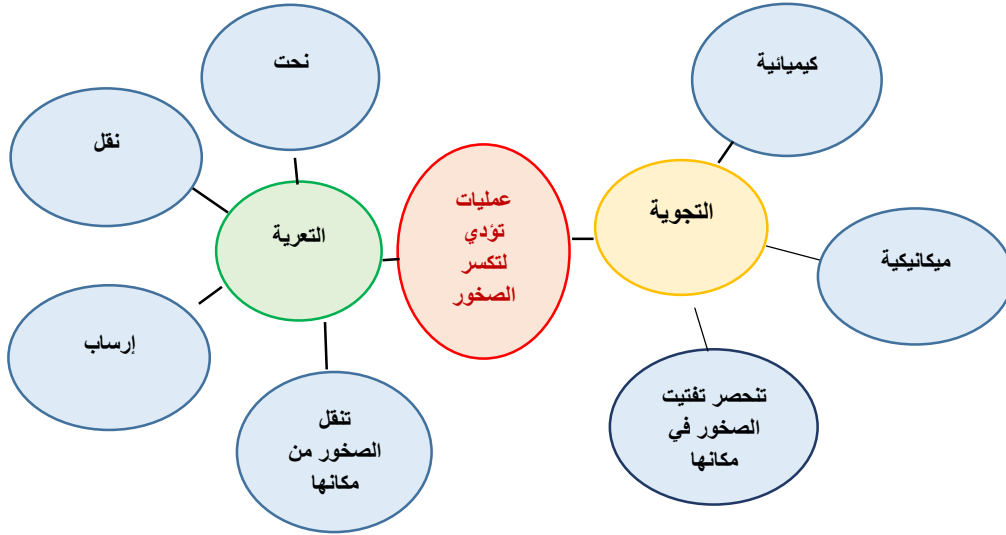 عمليات
تؤدي
لتكسر
الصخور
التجوية
كيميائية
ميكانيكية
تنحصر تفتيت
الصخور في
مكانها
التعرية
نحت
نقل
إرساب
تنقل
الصخور من
مكانها